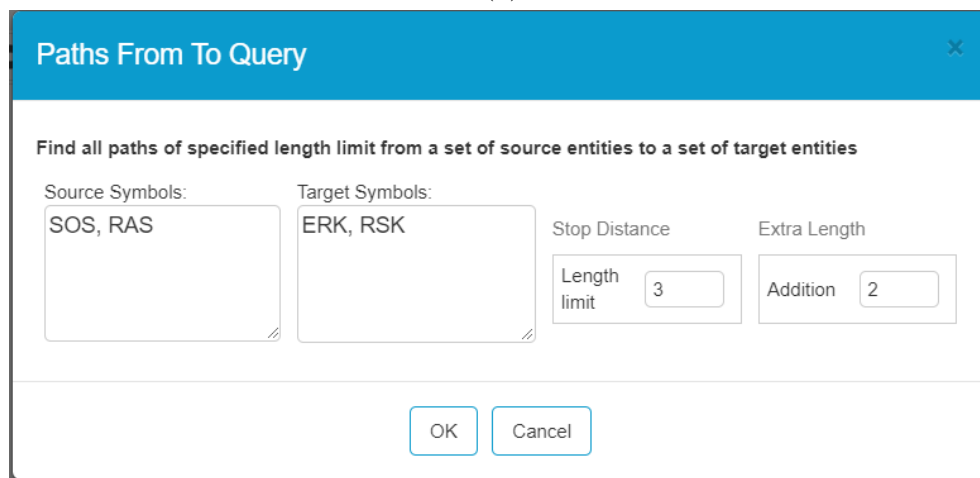 Paths From To Query
×
Find all paths of specified length limit from a set of source entities to a set of target entities
Source Symbols:
Target Symbols:
SOS, RAS
ERK, RSK
Stop Distance
Extra Length
Length
limit
3
Addition
2
OK
Cancel